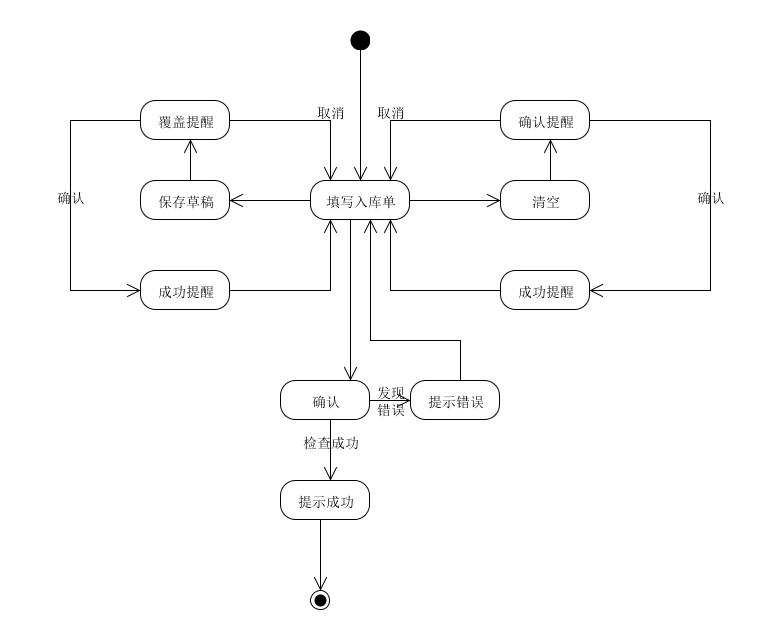 取消
取消
覆盖提醒
确认提醒
确认
保存草稿
填写入库单
清空
确认
成功提醒
成功提醒
确认
发现
错误
提示错误
检查成功
提示成功